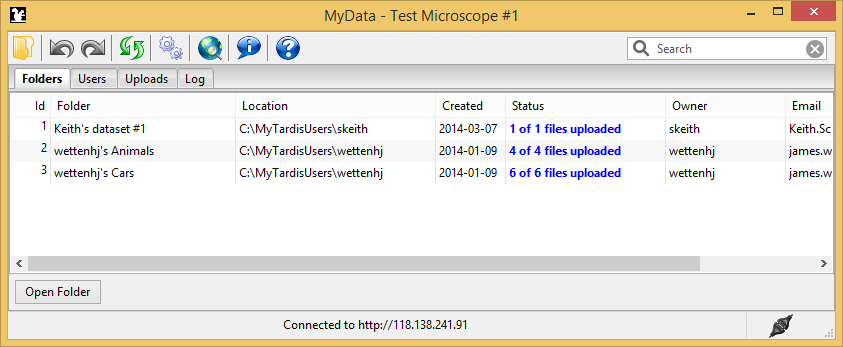 MyData - Test Microscope #1
Search
Folders Users Uploads Log
Id Folder Location Created Status Owner Email
1 Keith's dataset #1 C:\MyTardisUsers\skeith 2014-03-07 1 of 1 files uploaded skeith Keith.Sc
2 wettenhj's Animals C:\MyTardisUsers\wettenhj 2014-01-09 4 of 4 files uploaded wettenhj james.w
3 wettenhj's Cars C:\MyTardisUsers\wettenhj 2014-01-09 6 of 6 files uploaded wettenhj james.w
Open Folder
Connected to http://118.138.241.91